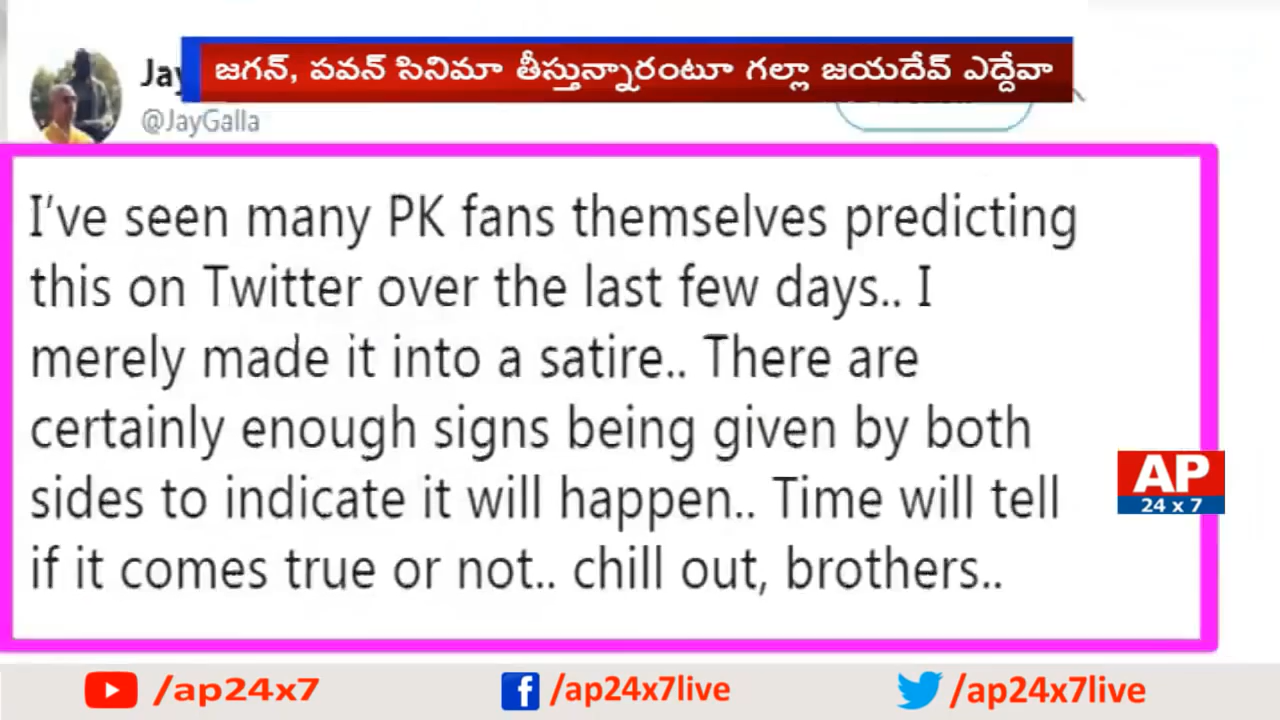 జగన్, పవన్ సినిమా తీస్తున్నారంటూ గల్లా జయదేవ్ ఎద్దేవా
Jay
@JayGalla
I've seen many PK fans themselves predicting
this on Twitter over the last few days.. I
merely made it into a satire.. There are
certainly enough signs being given by both
sides to indicate it will happen.. Time will tell
if it comes true or not.. chill out, brothers..
AP
24 x 7
/ap24x7
/ap24x7live
/ap24x7live